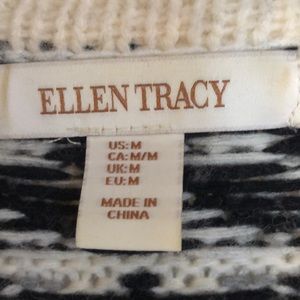 ELLEN TRACY
US: M
CA: M/M
UK: M
EU: M
MADE IN
CHINA